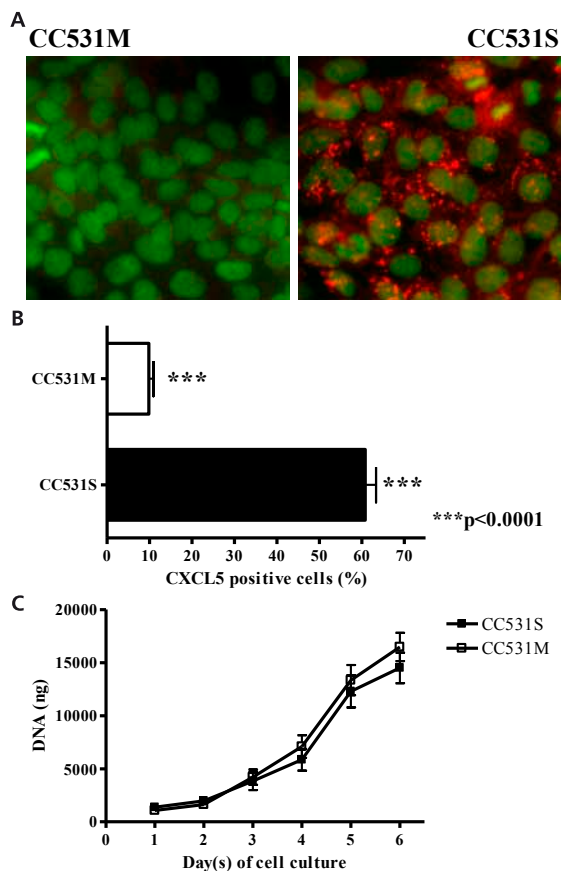 A
CC531M CC531S
B
CC531M ***
CC531S ***
***p<0.0001
0 10 20 30 40 50 60 70
CXCL5 positive cells (%)
C
20000
15000
10000
5000
0
DNA (ng)
0 1 2 3 4 5 6
Day(s) of cell culture
CC531S
CC531M